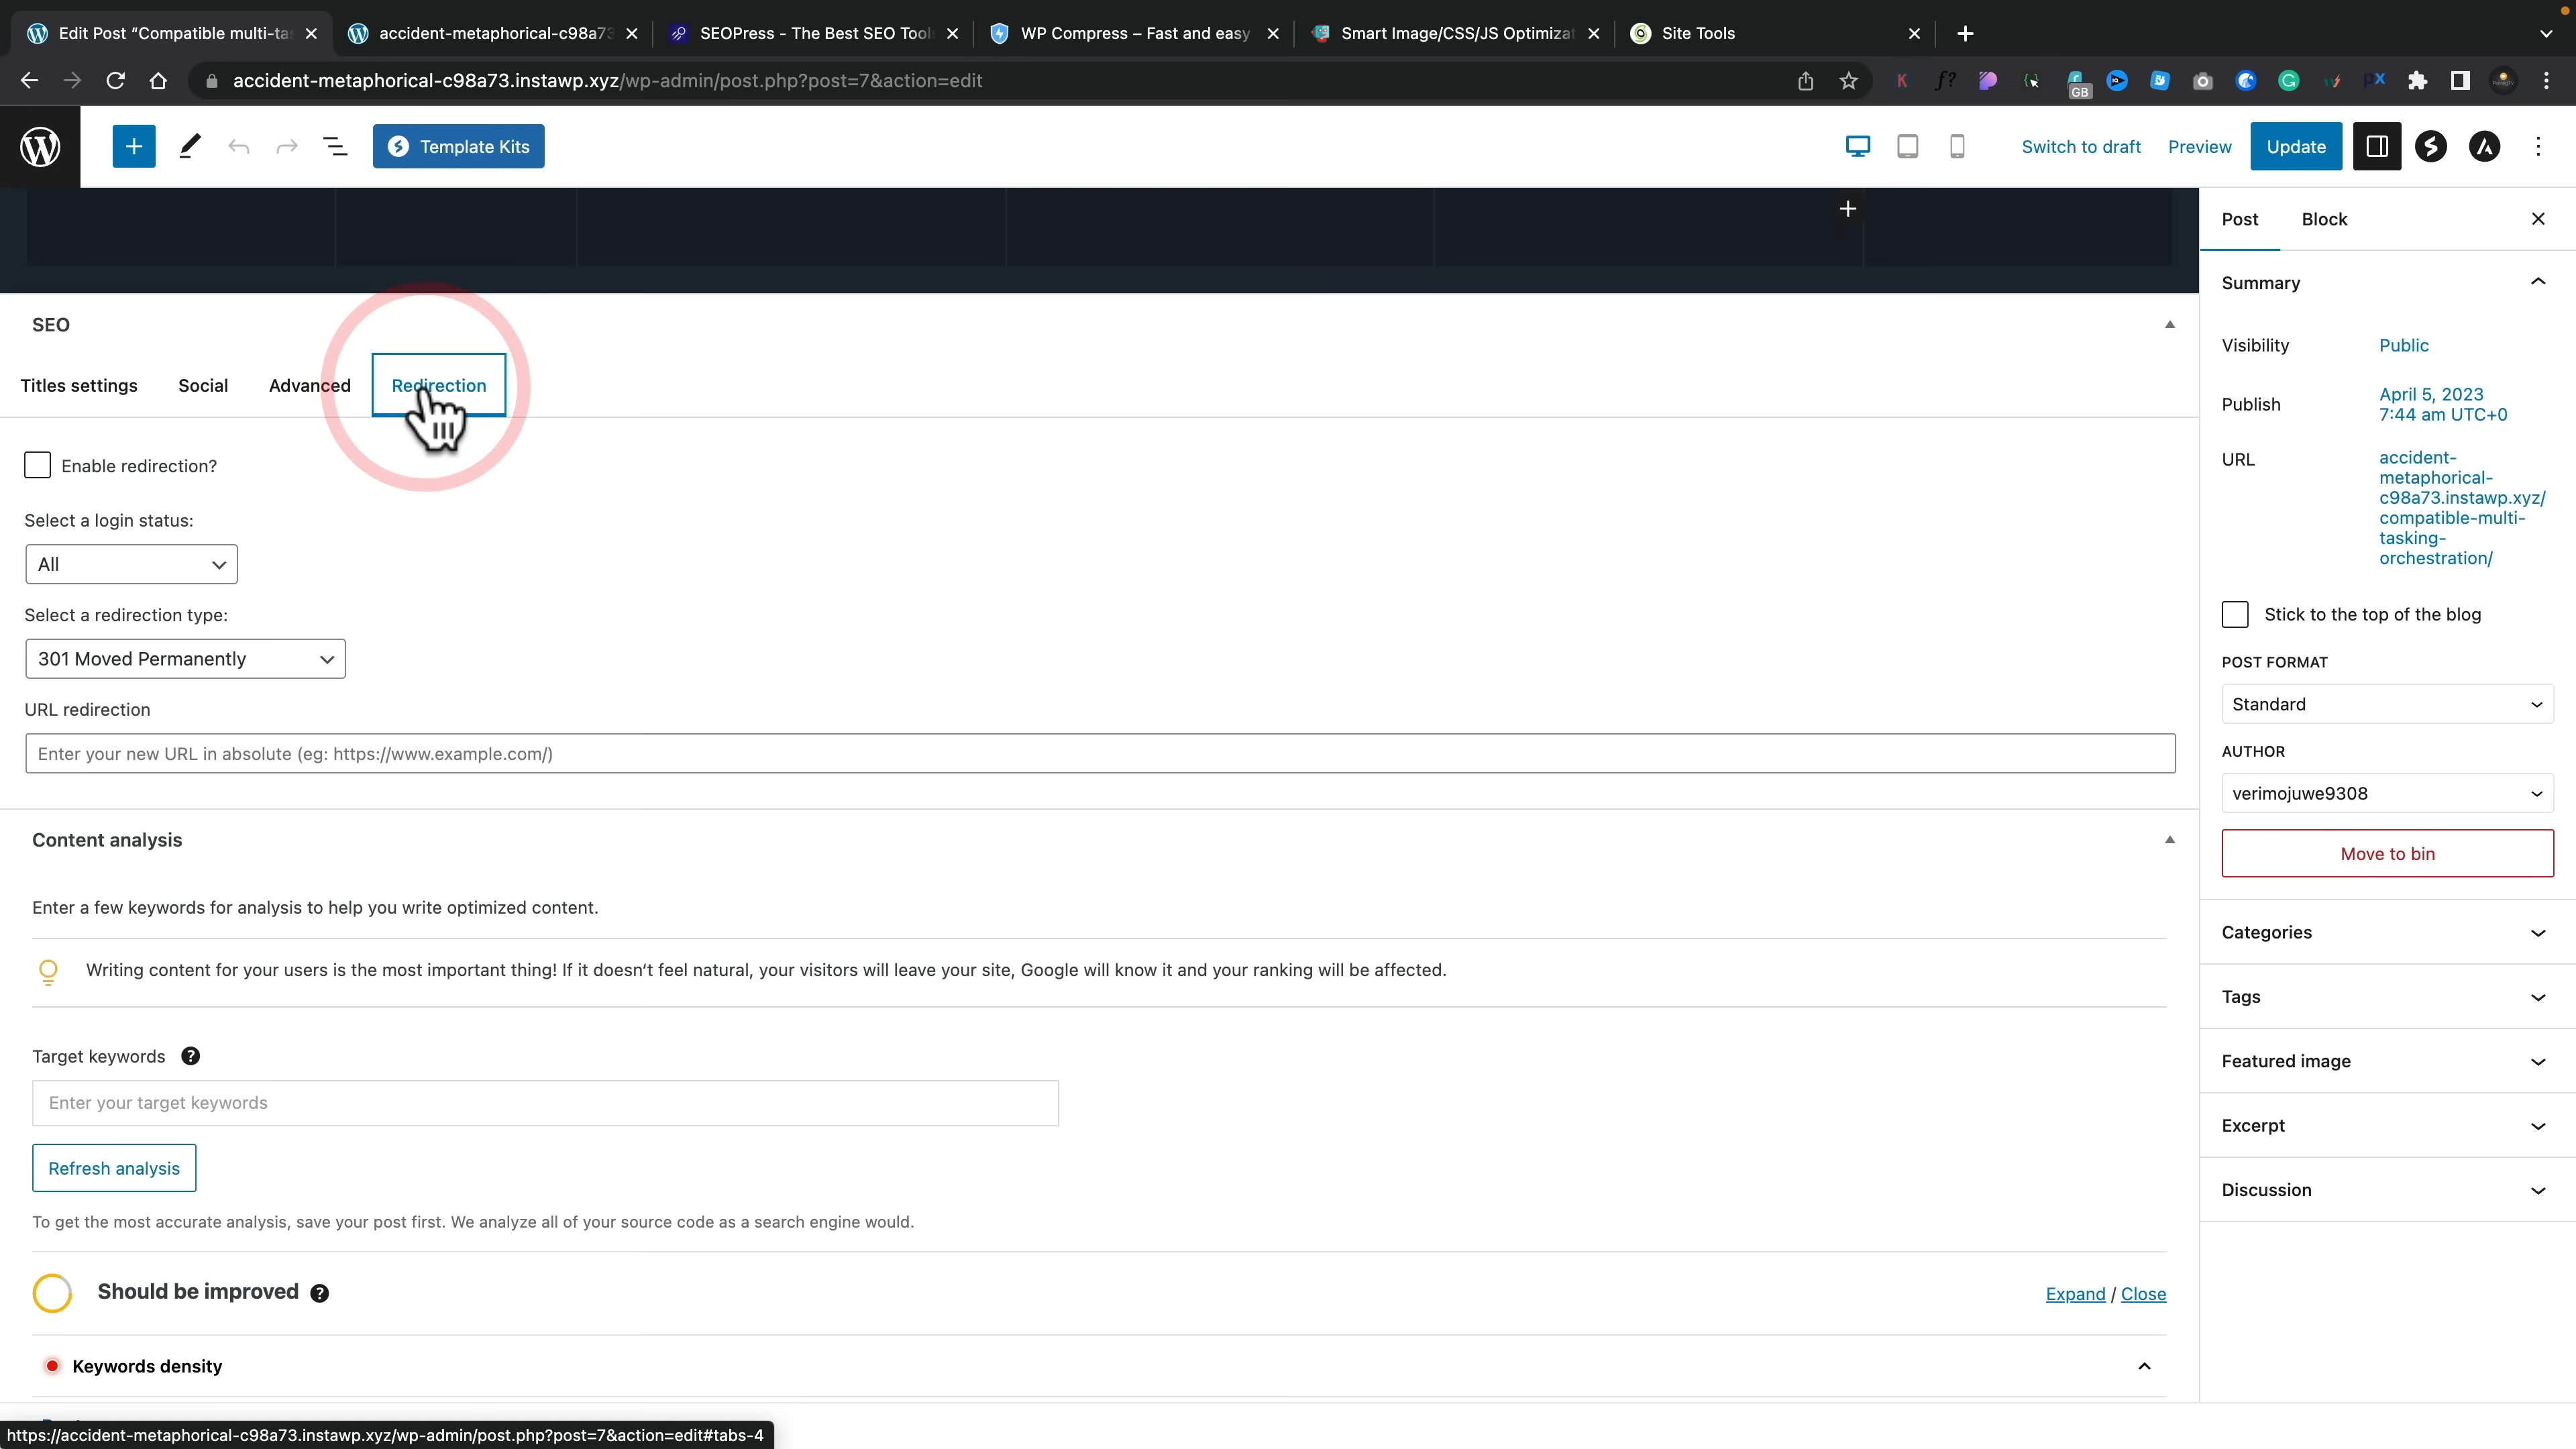 Edit Post “Compatible multi-tas
accident-metaphorical-c98a73
SEOPress - The Best SEO Tool
WP Compress – Fast and easy
Smart Image/CSS/JS Optimizat
Site Tools
accident-metaphorical-c98a73.instawp.xyz/wp-admin/post.php?post=7&action=edit
GB
Template Kits
Switch to draft
Preview
Update
Post
Block
SEO
Titles settings
Social
Advanced
Redirection
Enable redirection?
Select a login status:
All
Select a redirection type:
301 Moved Permanently
URL redirection
Enter your new URL in absolute (eg: https://www.example.com/)
Content analysis
Enter a few keywords for analysis to help you write optimized content.
Writing content for your users is the most important thing! If it doesn’t feel natural, your visitors will leave your site, Google will know it and your ranking will be affected.
Target keywords
Enter your target keywords
Refresh analysis
To get the most accurate analysis, save your post first. We analyze all of your source code as a search engine would.
Should be improved
Expand / Close
Keywords density
https://accident-metaphorical-c98a73.instawp.xyz/wp-admin/post.php?post=7&action=edit#tabs-4
Summary
Visibility
Public
Publish
April 5, 2023
7:44 am UTC+0
URL
accident-
metaphorical-
c98a73.instawp.xyz/
compatible-multi-
tasking-
orchestration/
Stick to the top of the blog
POST FORMAT
Standard
AUTHOR
verimojuwe9308
Move to bin
Categories
Tags
Featured image
Excerpt
Discussion